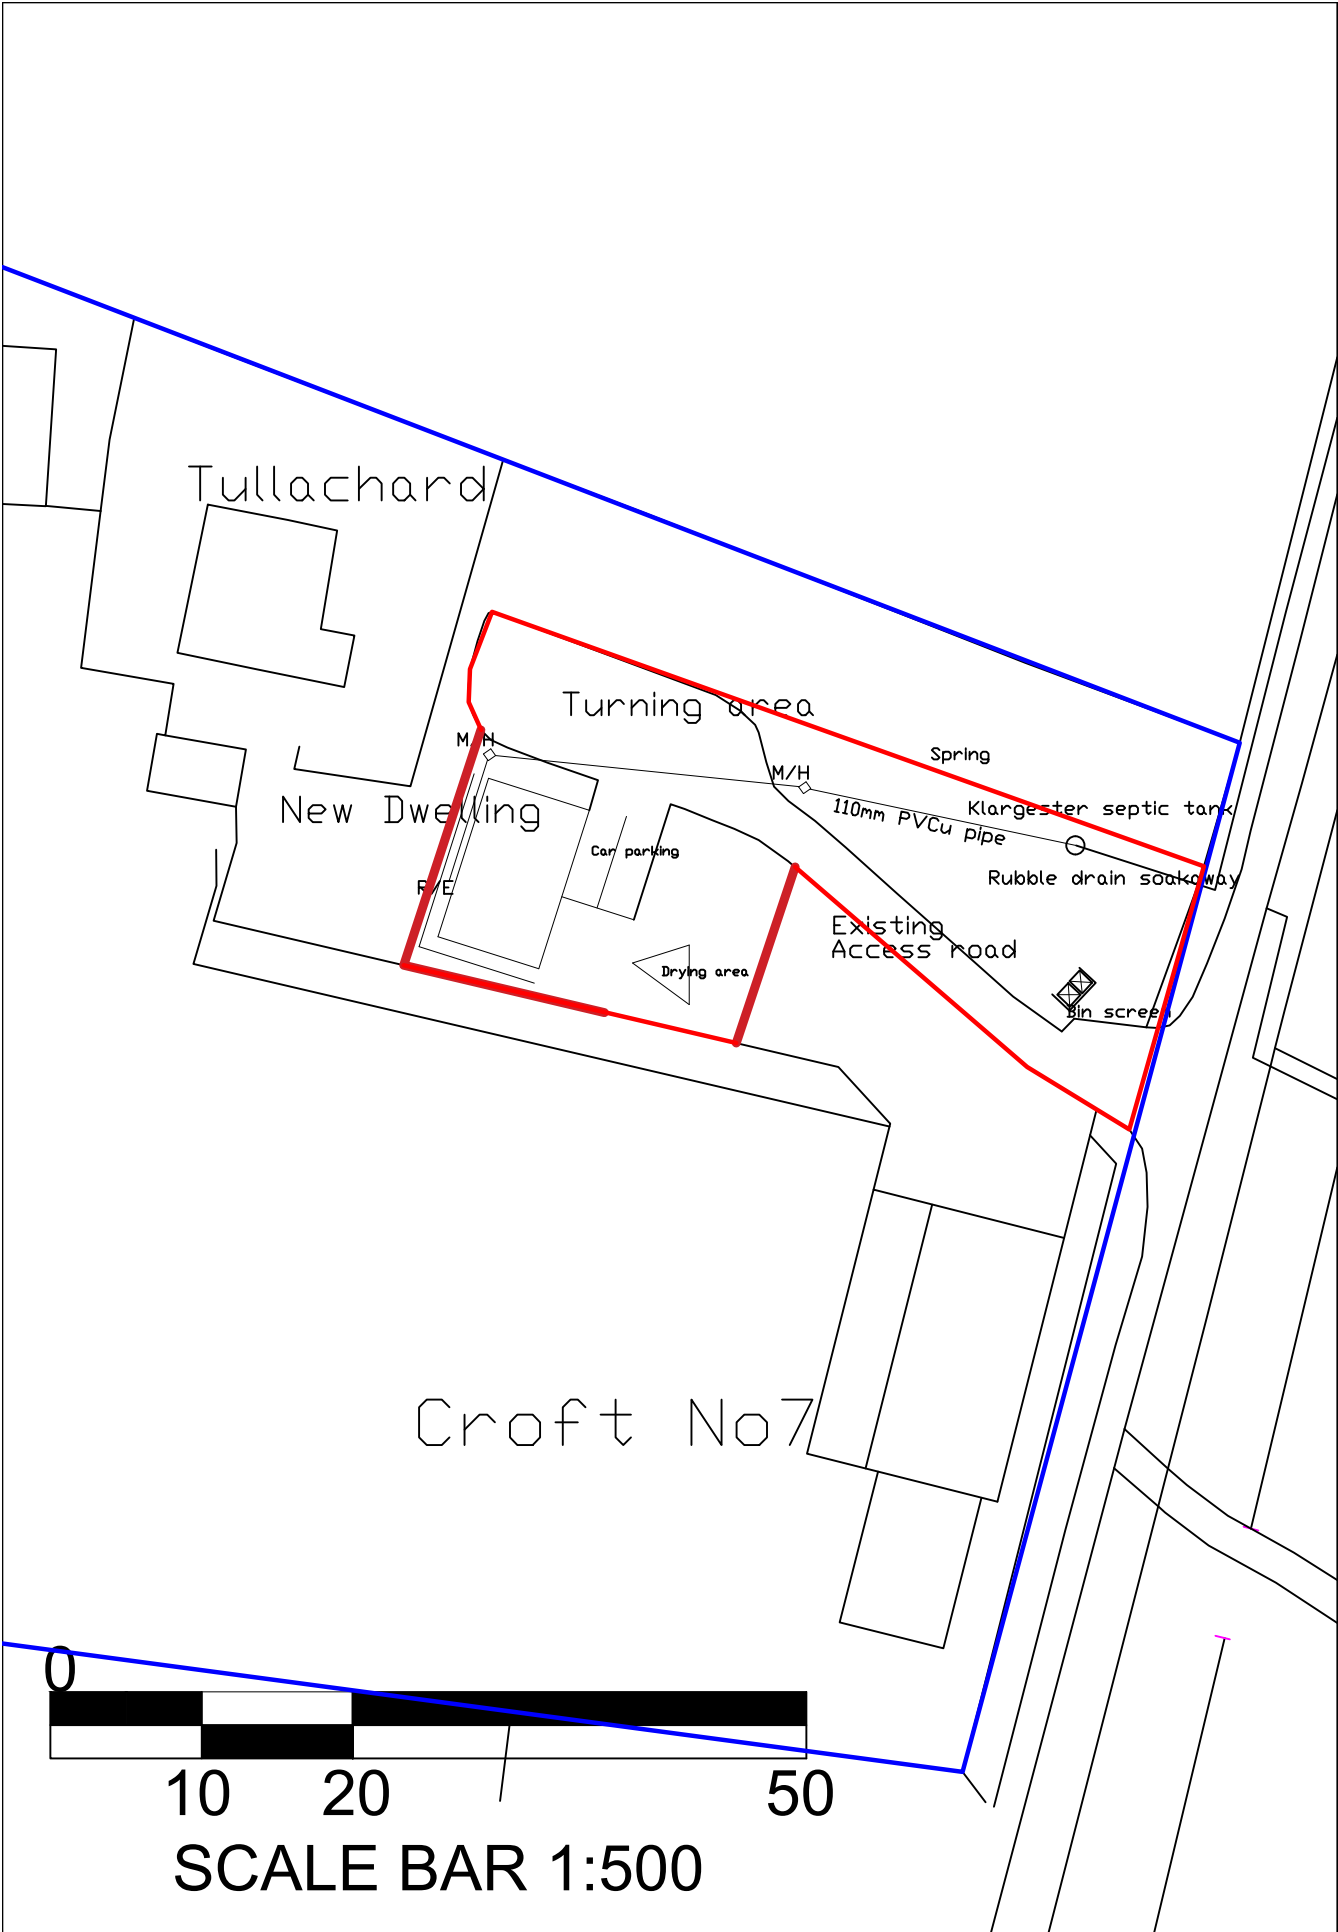 Tullachard
Turning area
M/H
Spring
M/H
New Dwelling
110mm PVCu pipe
Klargester septic tank
Car parking
R/E
Rubble drain soakaway
Existing
Access road
Drying area
Bin screen
Croft No7
0
10 20 50
SCALE BAR 1:500